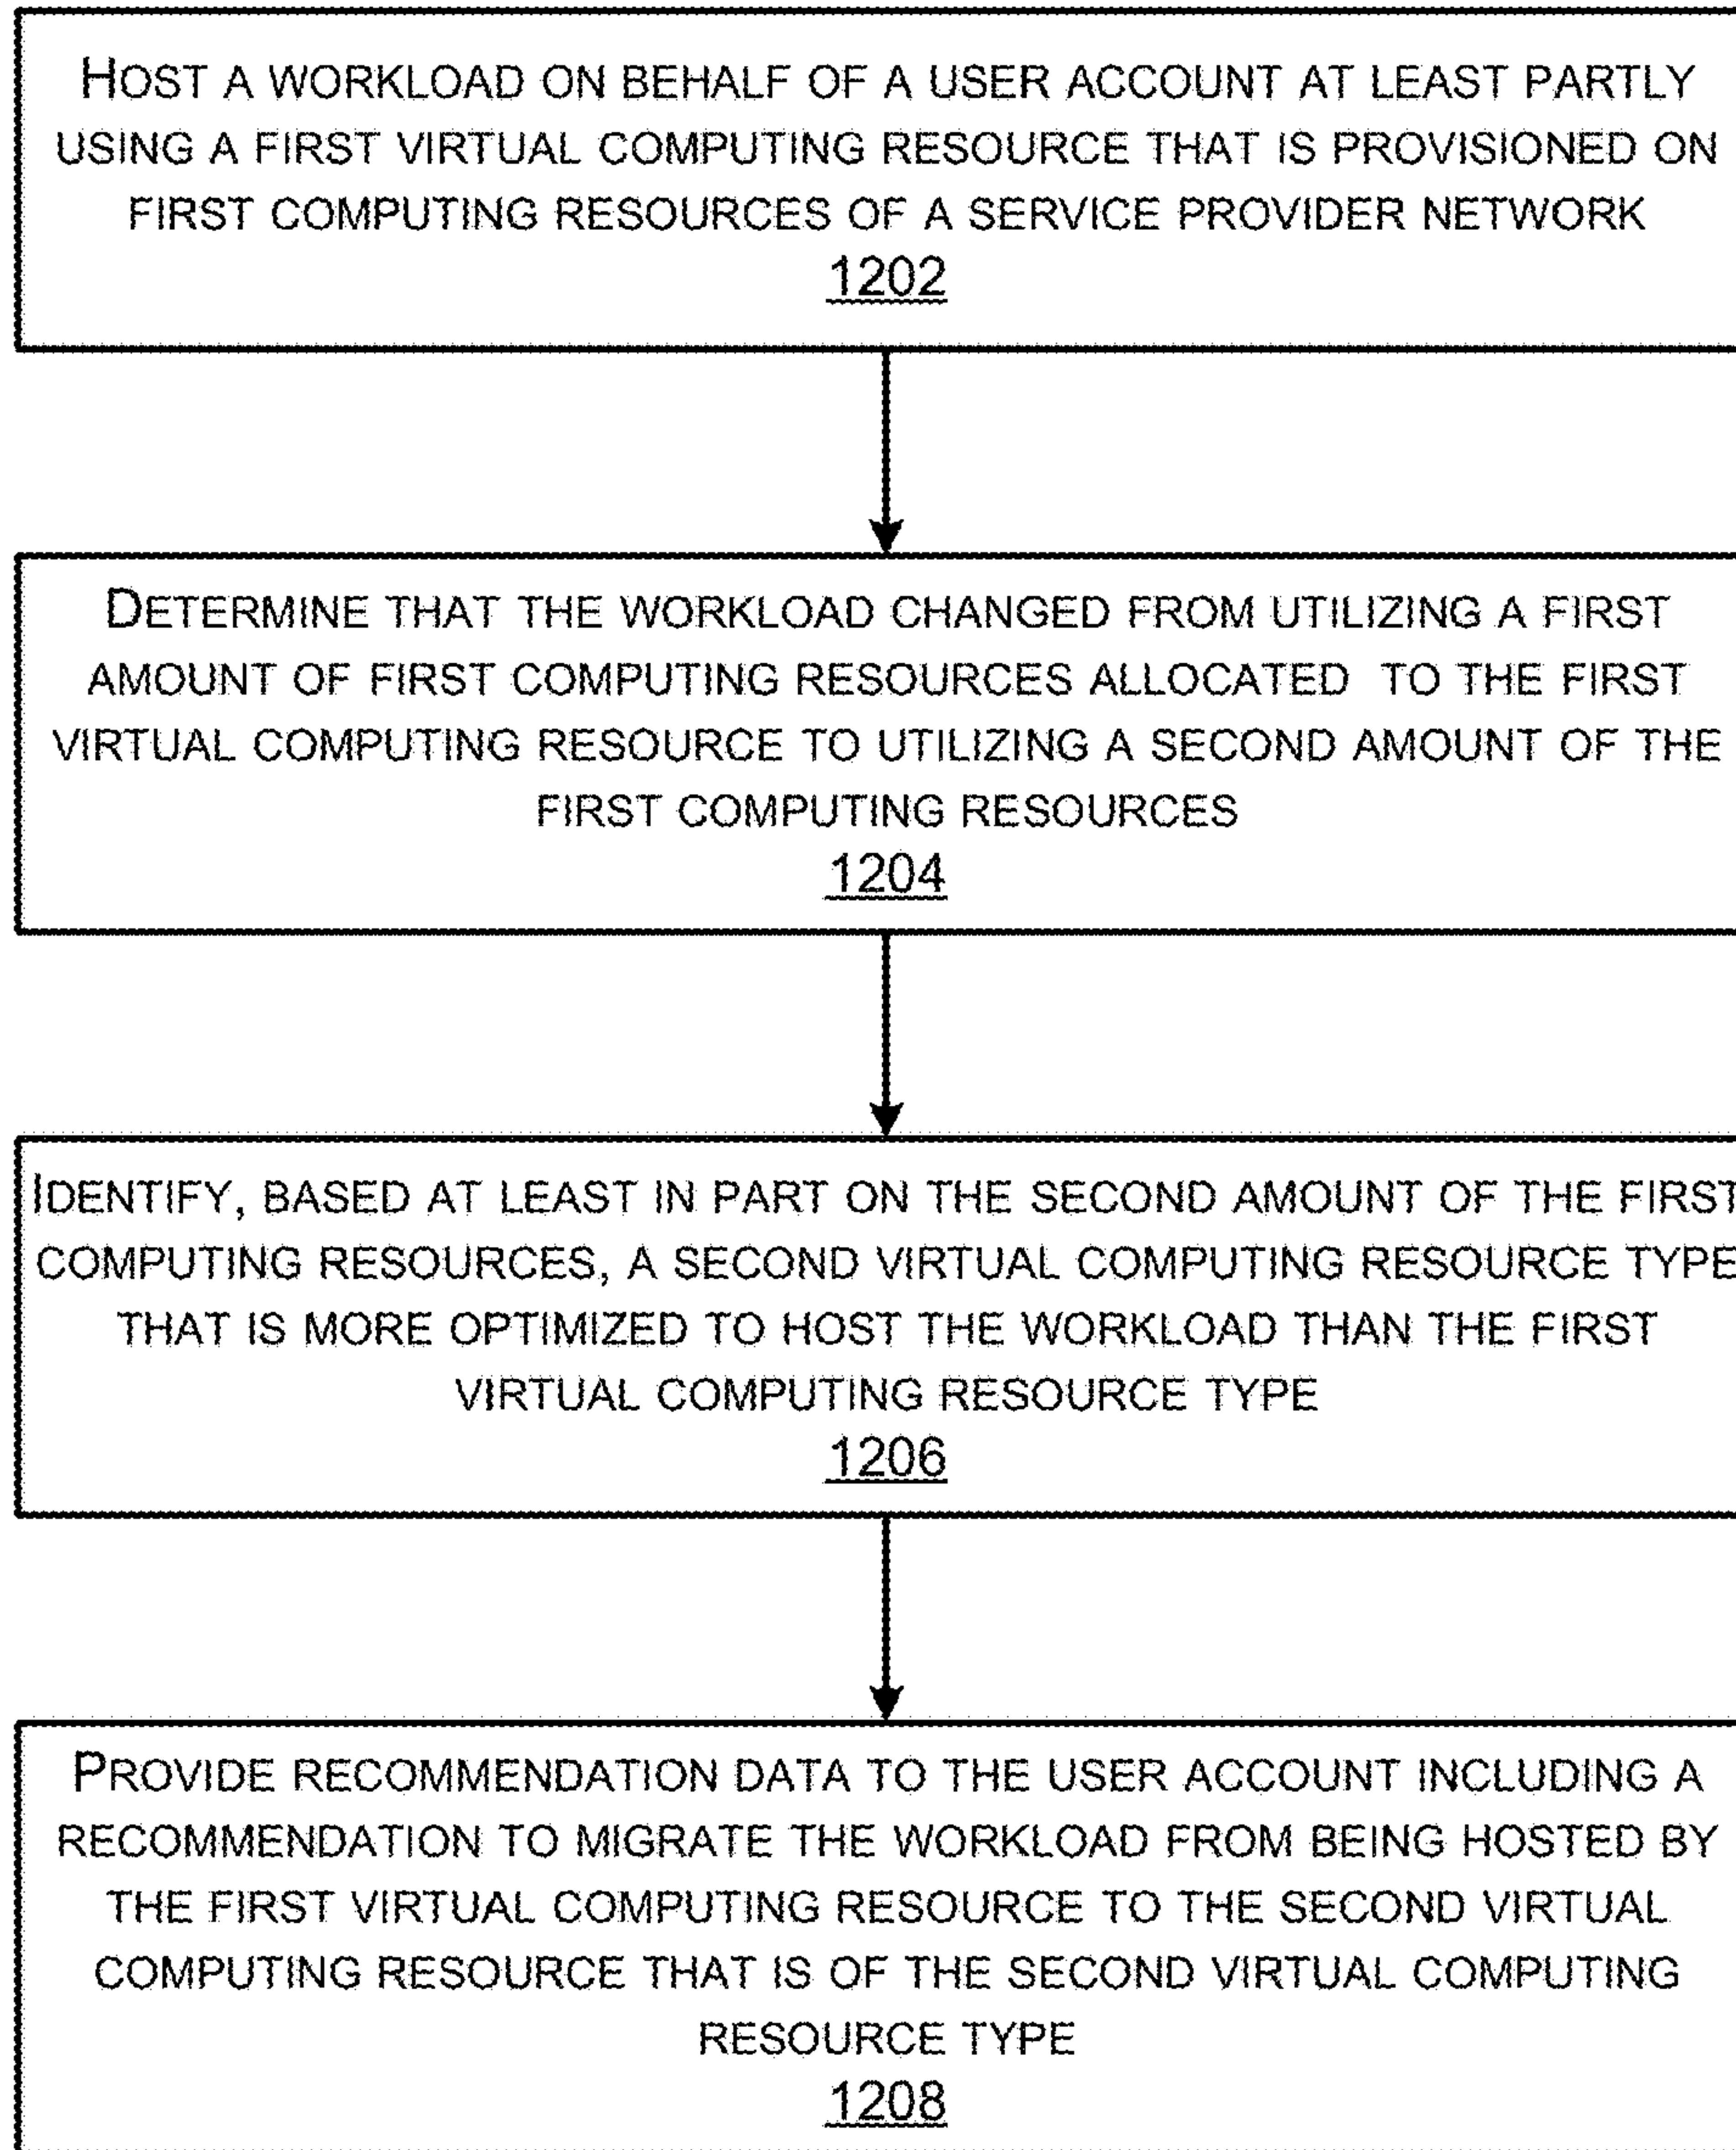 HOST A WORKLOAD ON BEHALF OF A USER ACCOUNT AT LEAST PARTLY
USING A FIRST VIRTUAL COMPUTING RESOURCE THAT IS PROVISIONED ON
FIRST COMPUTING RESOURCES OF A SERVICE PROVIDER NETWORK
1202
DETERMINE THAT THE WORKLOAD CHANGED FROM UTILIZING A FIRST
AMOUNT OF FIRST COMPUTING RESOURCES ALLOCATED TO THE FIRST
VIRTUAL COMPUTING RESOURCE TO UTILIZING A SECOND AMOUNT OF THE
FIRST COMPUTING RESOURCES
1204
IDENTIFY, BASED AT LEAST IN PART ON THE SECOND AMOUNT OF THE FIRST
COMPUTING RESOURCES, A SECOND VIRTUAL COMPUTING RESOURCE TYPE
THAT IS MORE OPTIMIZED TO HOST THE WORKLOAD THAN THE FIRST
VIRTUAL COMPUTING RESOURCE TYPE
1206
PROVIDE RECOMMENDATION DATA TO THE USER ACCOUNT INCLUDING A
RECOMMENDATION TO MIGRATE THE WORKLOAD FROM BEING HOSTED BY
THE FIRST VIRTUAL COMPUTING RESOURCE TO THE SECOND VIRTUAL
COMPUTING RESOURCE THAT IS OF THE SECOND VIRTUAL COMPUTING
RESOURCE TYPE
1208